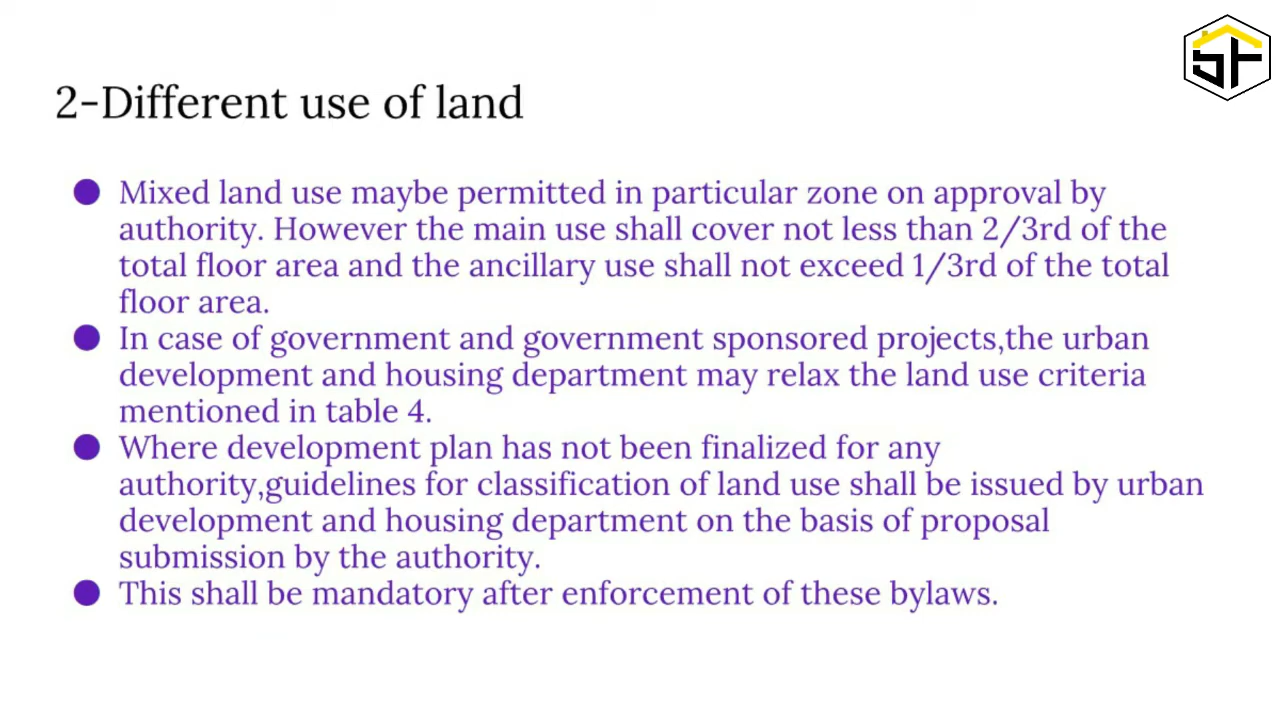 2-Different use of land
● Mixed land use maybe permitted in particular zone on approval by
authority. However the main use shall cover not less than 2/3rd of the
total floor area and the ancillary use shall not exceed 1/3rd of the total
floor area.
● In case of government and government sponsored projects,the urban
development and housing department may relax the land use criteria
mentioned in table 4.
● Where development plan has not been finalized for any
authority,guidelines for classification of land use shall be issued by urban
development and housing department on the basis of proposal
submission by the authority.
● This shall be mandatory after enforcement of these bylaws.